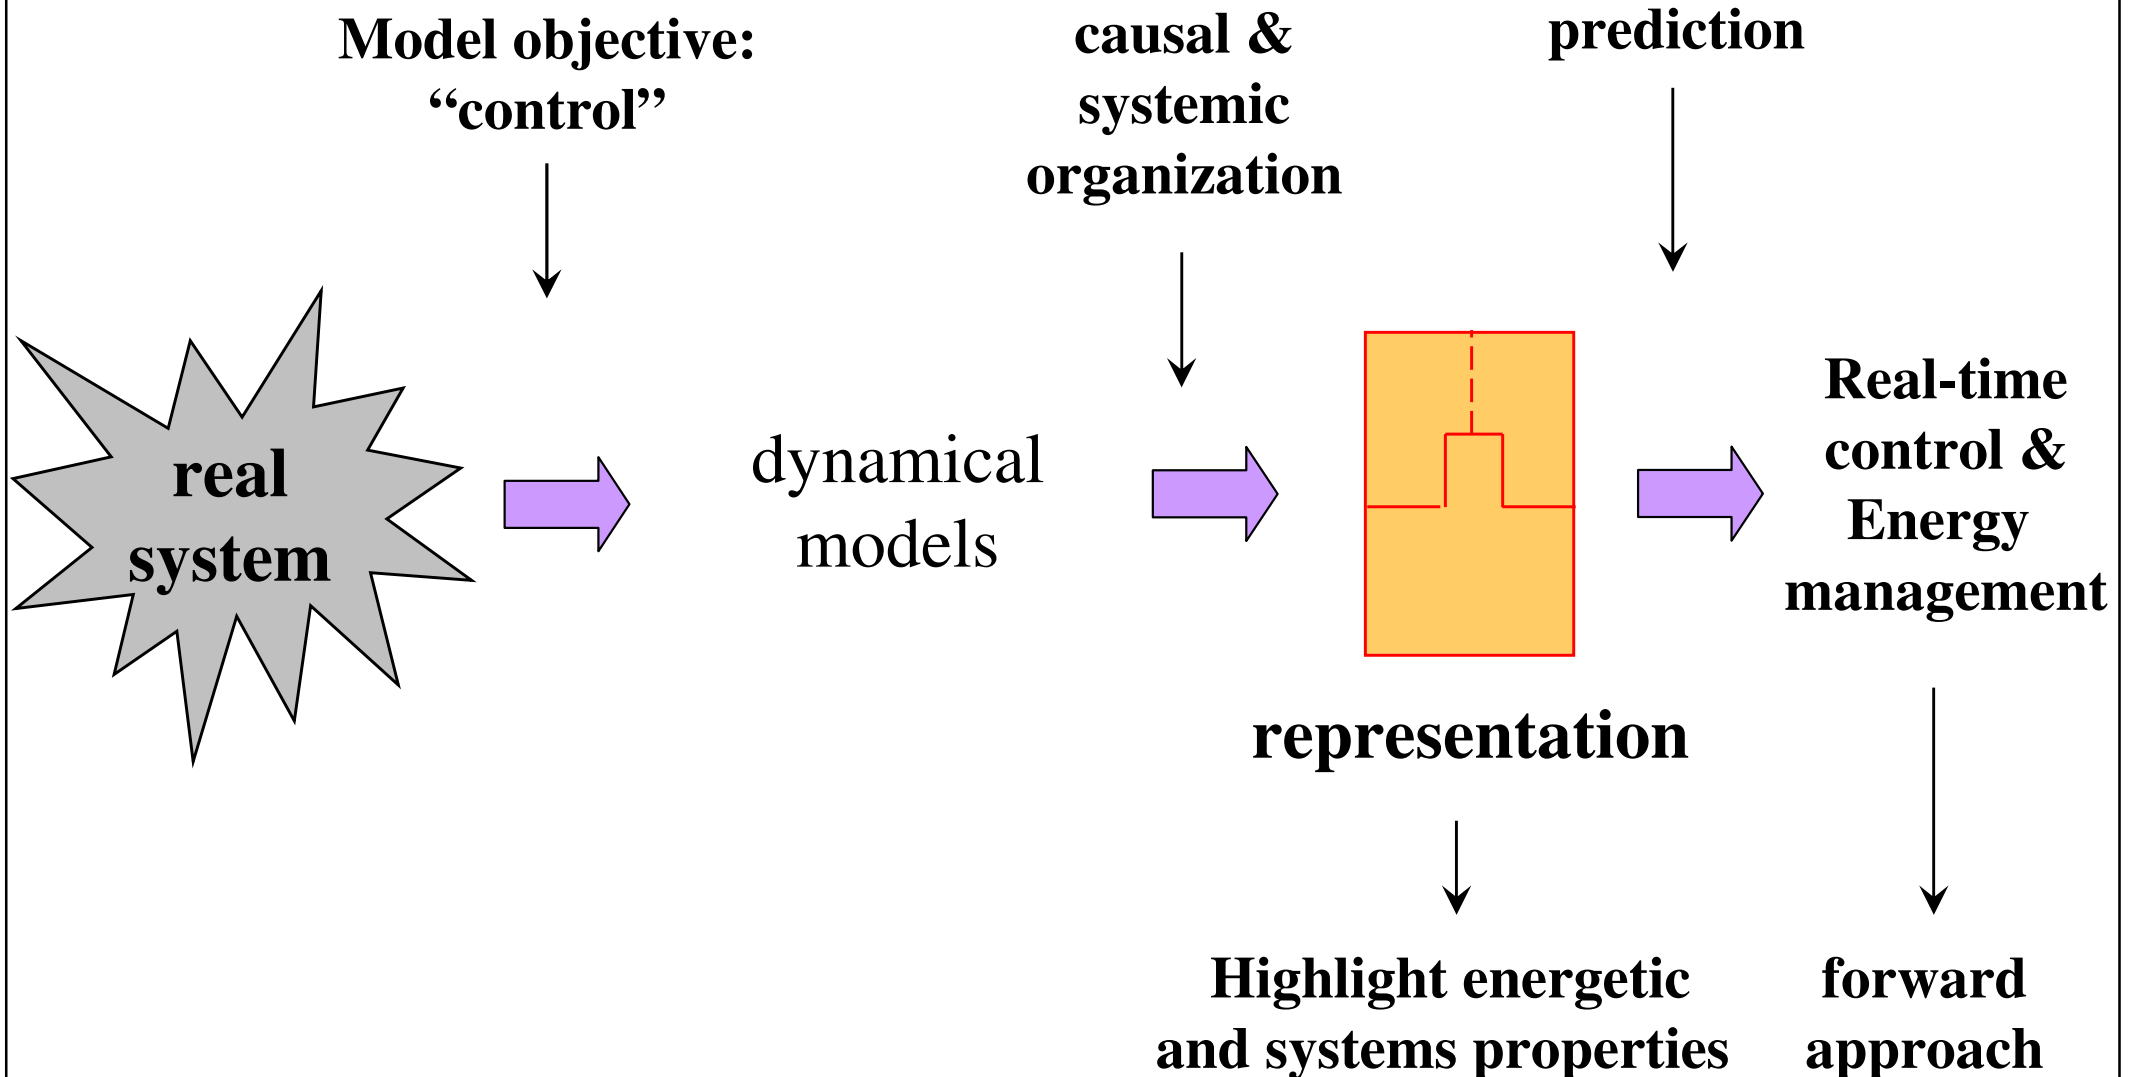 Model objective:
“control”
causal &
systemic
organization
prediction
real
system
dynamical
models
Real-time
control &
Energy
management
representation
Highlight energetic
and systems properties
forward
approach